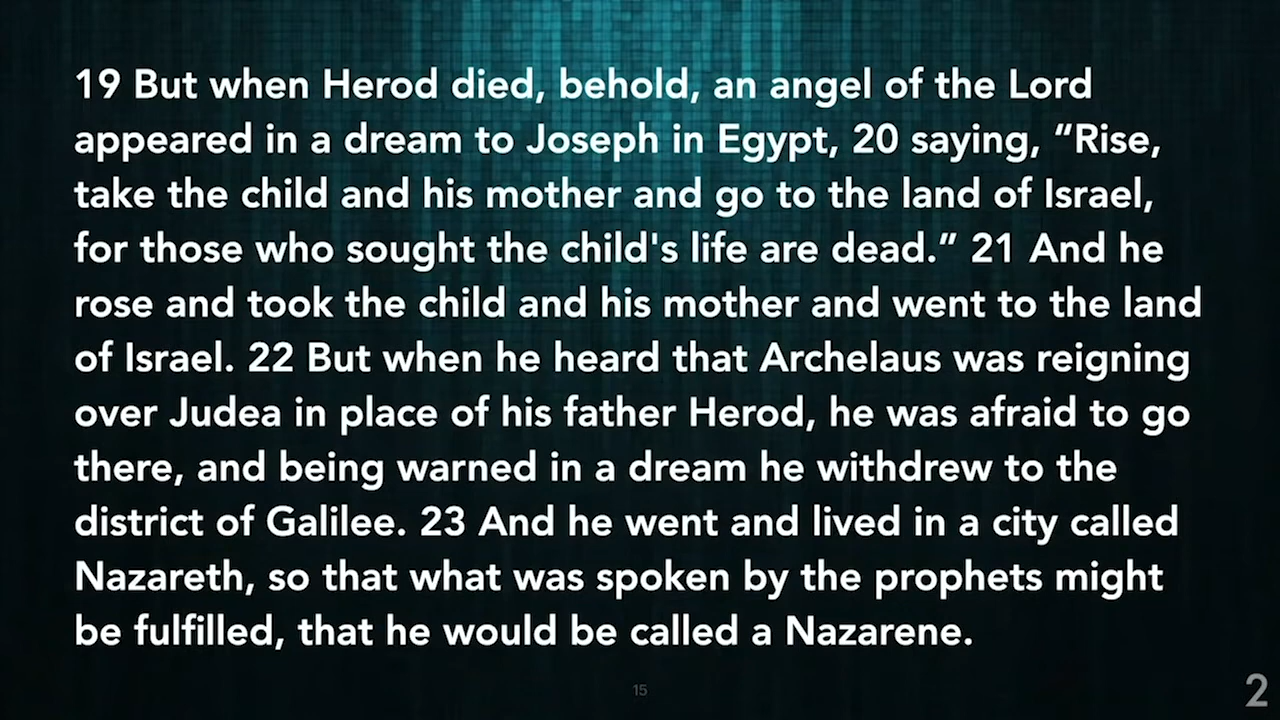 19 But when Herod died, behold, an angel of the Lord
appeared in a dream to Joseph in Egypt, 20 saying, “Rise,
take the child and his mother and go to the land of Israel,
for those who sought the child's life are dead.” 21 And he
rose and took the child and his mother and went to the land
of Israel. 22 But when he heard that Archelaus was reigning
over Judea in place of his father Herod, he was afraid to go
there, and being warned in a dream he withdrew to the
district of Galilee. 23 And he went and lived in a city called
Nazareth, so that what was spoken by the prophets might
be fulfilled, that he would be called a Nazarene.
15
2